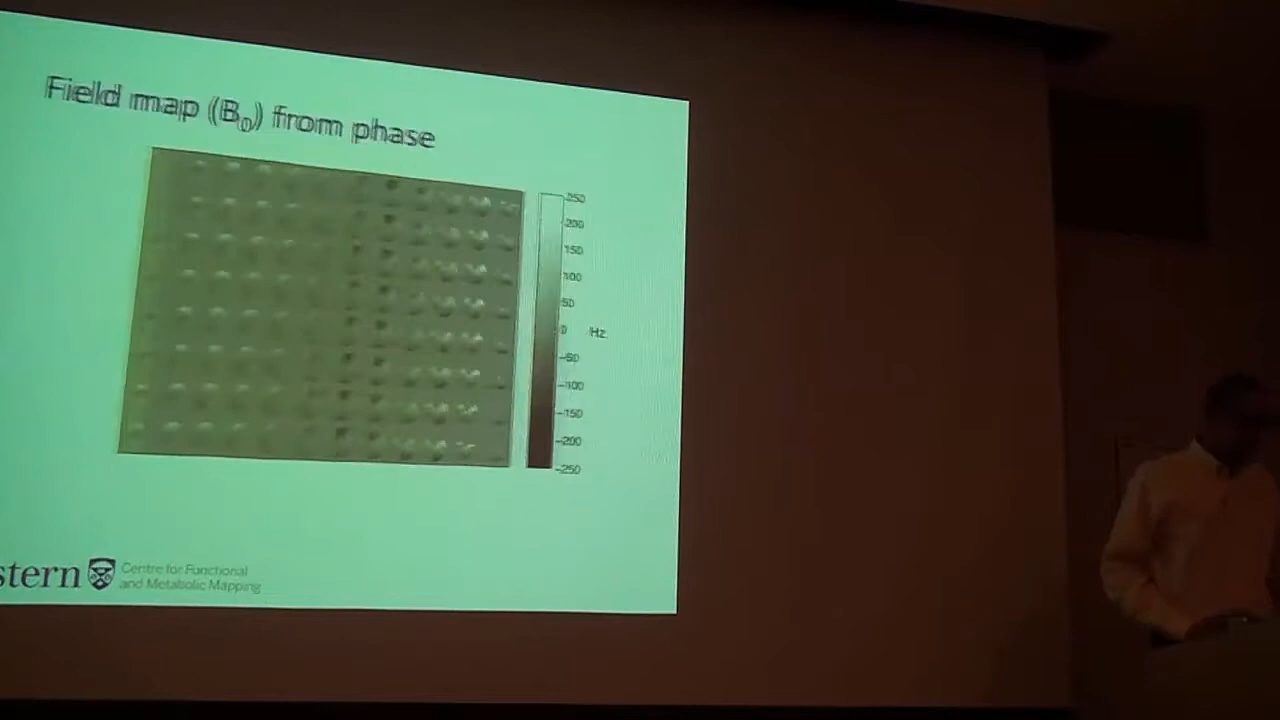 Field map (B0) from phase
250
200
150
100
50
0
Hz
-50
-100
-150
-200
-250
stern
Centre for Functional
and Metabolic Mapping